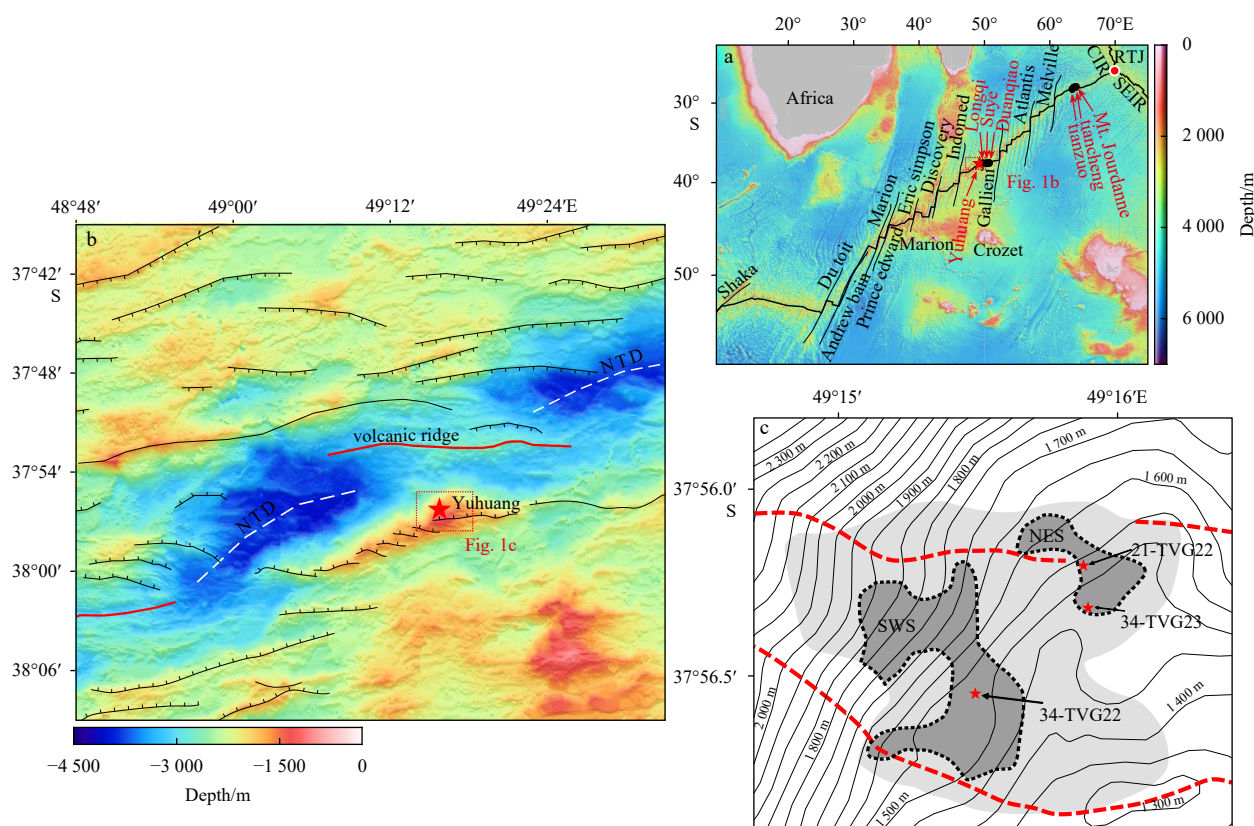 20° 30° 40° 50° 60° 70°E
a
Africa
RTJ
CIR
SEIR
Melville
Atlantis
Duanqiao
Suye
Longqi
Indomed
Discovery
Eric simpson
Marion
Du toit
Shaka
Andrew bain
Prince edward
Marion
Yuhuang
Gallieni
Crozet
Fig. 1b
Mt. Jourdanne
tiancheng
tianzuo
30°
S
40°
50°
0
2 000
4 000
6 000
Depth/m
48°48′ 49°00′ 49°12′ 49°24′E
b
37°42′
S
37°48′
37°54′
38°00′
38°06′
NTD
volcanic ridge
NTD
Yuhuang
Fig. 1c
−4 500 −3 000 −1 500 0
Depth/m
49°15′ 49°16′E
c
37°56.0′
S
37°56.5′
2 300 m
2 200 m
2 100 m
2 000 m
1 900 m
1 800 m
1 700 m
1 600 m
NES
21-TVG22
34-TVG23
SWS
34-TVG22
2 000 m
1 800 m
1 500 m
1 400 m
1 300 m